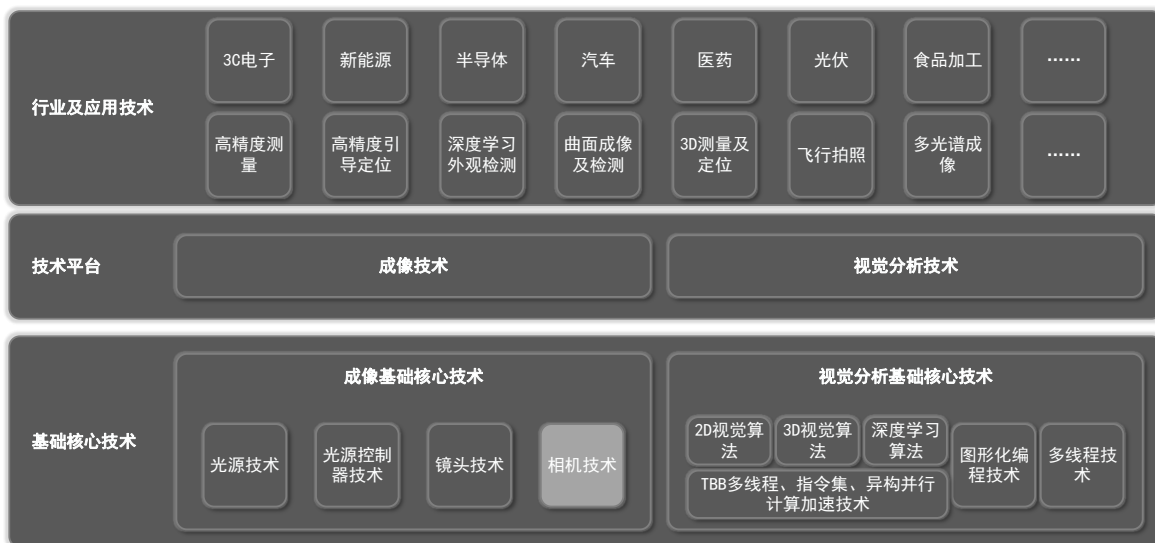 3C电子
新能源
半导体
汽车
医药
光伏
食品加工
……
行业及应用技术
高精度测
量
高精度引
导定位
深度学习
外观检测
曲面成像
及检测
3D测量及
定位
飞行拍照
多光谱成
像
……
技术平台
成像技术
视觉分析技术
基础核心技术
成像基础核心技术
光源技术
光源控制
器技术
镜头技术
相机技术
视觉分析基础核心技术
2D视觉算
法
3D视觉算
法
深度学习
算法
TBB多线程、指令集、异构并行
计算加速技术
图形化编
程技术
多线程技
术